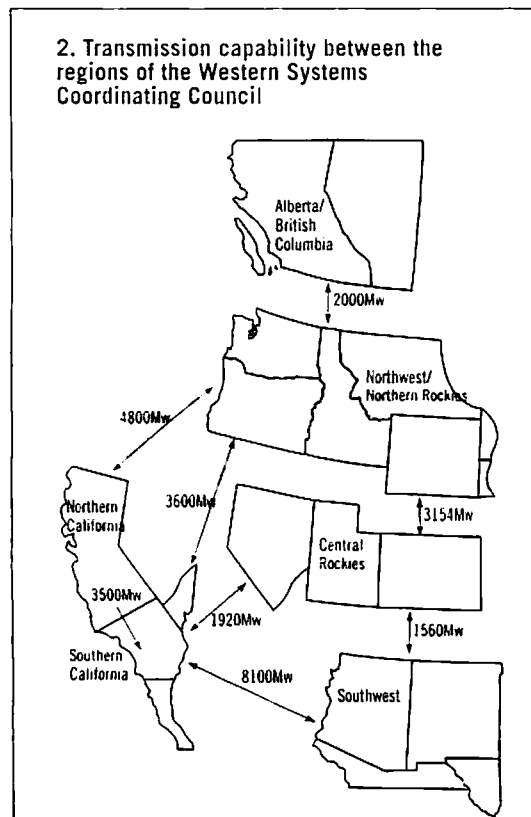 2. Transmission capability between the
regions of the Western Systems
Coordinating Council
Alberta/
British
Columbia
2000Mw
Northwest/
Northern Rockies
4800Mw
3600Mw
3154Mw
Northern
California
Central
Rockies
3500Mw
1920Mw
1560Mw
Southern
California
8100Mw
Southwest